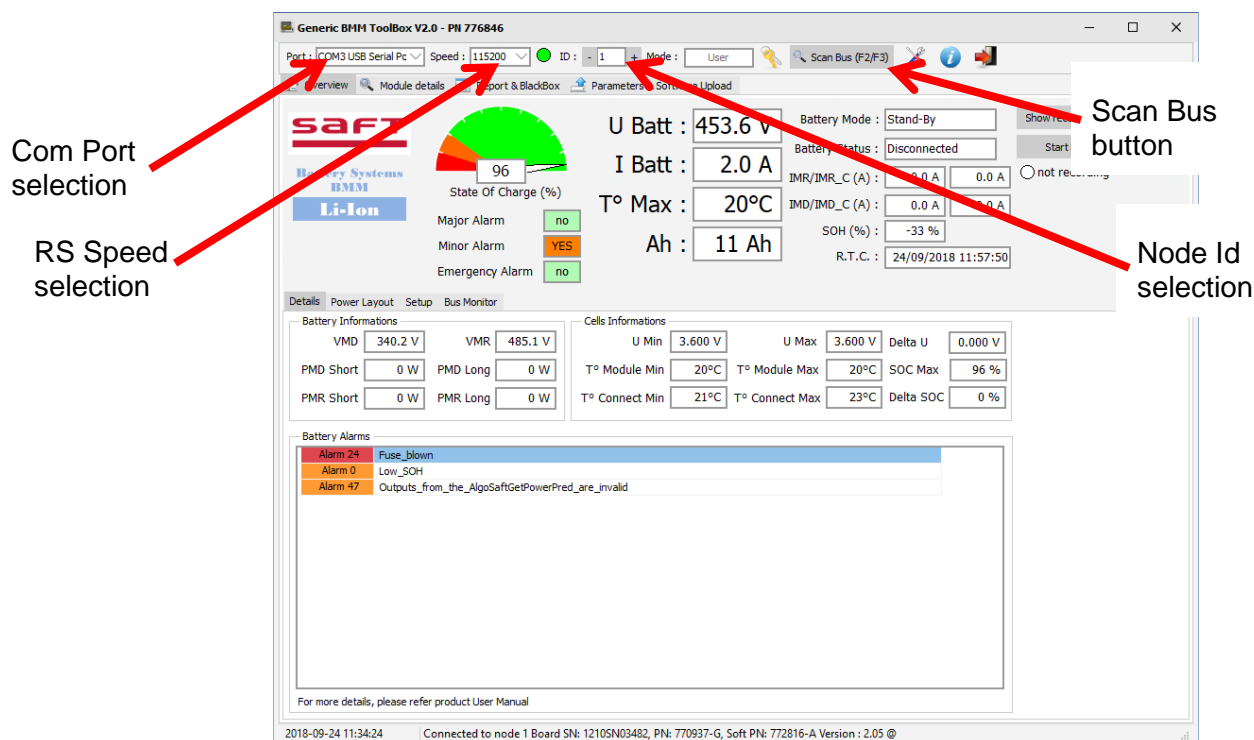 Generic BMM ToolBox V2.0 - PN 776846
Port : COM3 USB Serial Pc Speed : 115200 ID : - 1 + Mode : User Scan Bus (F2/F3)
Overview Module details Report & BlackBox Parameters Upload
Com Port
selection
RS Speed
selection
Scan Bus
button
Node Id
selection
saft
Battery Systems
BMM
Li-Ion
96
State Of Charge (%)
Major Alarm no
Minor Alarm YES
Emergency Alarm no
U Batt : 453.6 V
I Batt : 2.0 A
T° Max : 20°C
Ah : 11 Ah
Battery Mode : Stand-By
Battery Status : Disconnected
IMR/IMR_C (A) : 0.0 A 0.0 A
IMD/IMD_C (A) : 0.0 A
SOH (%) : -33 %
R.T.C. : 24/09/2018 11:57:50
Show
Start
not recording
Details Power Layout Setup Bus Monitor
Battery Informations
VMD 340.2 V VMR 485.1 V
PMD Short 0 W PMD Long 0 W
PMR Short 0 W PMR Long 0 W
Cells Informations
U Min 3.600 V U Max 3.600 V Delta U 0.000 V
T° Module Min 20°C T° Module Max 20°C SOC Max 96 %
T° Connect Min 21°C T° Connect Max 23°C Delta SOC 0 %
Battery Alarms
Alarm 24 Fuse_blown
Alarm 0 Low_SOH
Alarm 47 Outputs_from_the_AlgoSaftGetPowerPred_are_invalid
For more details, please refer product User Manual
2018-09-24 11:34:24 Connected to node 1 Board SN: 1210SN03482, PN: 770937-G, Soft PN: 772816-A Version : 2.05 @